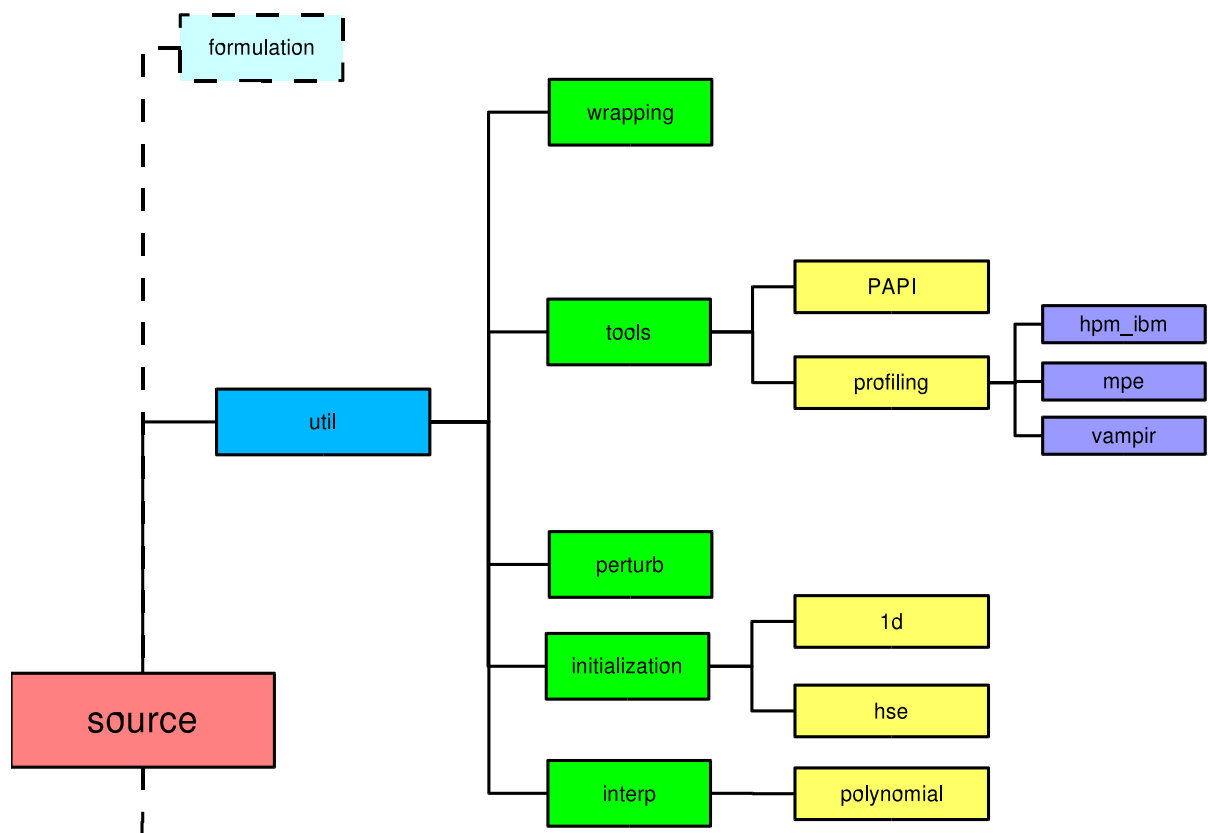 formulation
wrapping
PAPI
hpm_ibm
tools
mpe
profiling
util
vampir
perturb
1d
initialization
source
hse
interp
polynomial